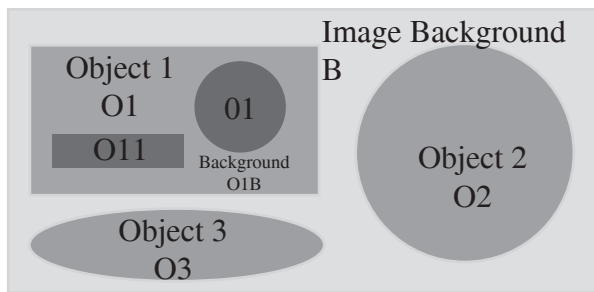 Image Background
B
Object 1
O1
O11
01
Background
O1B
Object 2
O2
Object 3
O3